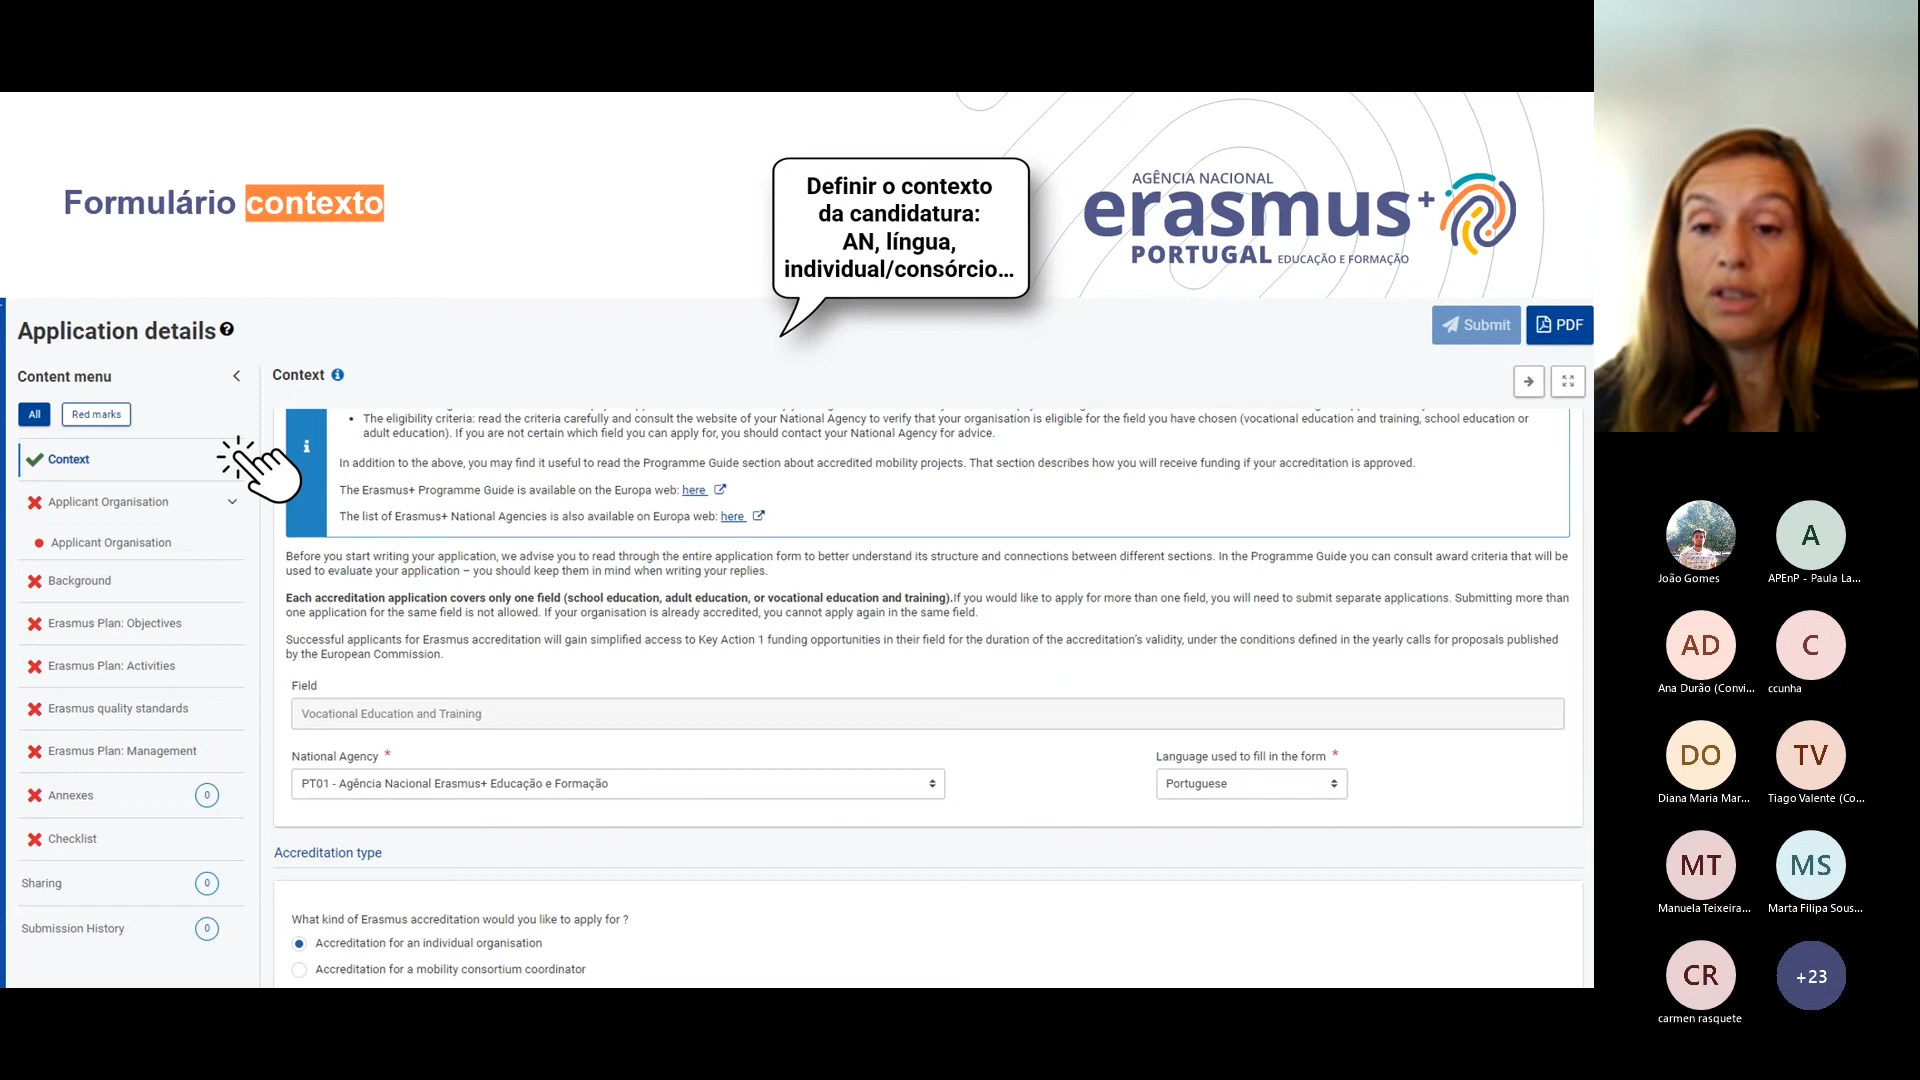 Formulário contexto
Definir o contexto
da candidatura:
AN, língua,
individual/consórcio...
AGÊNCIA NACIONAL
erasmus+
PORTUGAL EDUCAÇÃO E FORMAÇÃO
Application details
Submit
PDF
Content menu
All
Red marks
Context
Applicant Organisation
Applicant Organisation
Background
Erasmus Plan: Objectives
Erasmus Plan: Activities
Erasmus quality standards
Erasmus Plan: Management
Annexes 0
Checklist
Sharing 0
Submission History 0
Context
• The eligibility criteria: read the criteria carefully and consult the website of your National Agency to verify that your organisation is eligible for the field you have chosen (vocational education and training, school education or
adult education). If you are not certain which field you can apply for, you should contact your National Agency for advice.
In addition to the above, you may find it useful to read the Programme Guide section about accredited mobility projects. That section describes how you will receive funding if your accreditation is approved.
The Erasmus+ Programme Guide is available on the Europa web: here
The list of Erasmus+ National Agencies is also available on Europa web: here
Before you start writing your application, we advise you to read through the entire application form to better understand its structure and connections between different sections. In the Programme Guide you can consult award criteria that will be
used to evaluate your application – you should keep them in mind when writing your replies.
Each accreditation application covers only one field (school education, adult education, or vocational education and training).If you would like to apply for more than one field, you will need to submit separate applications. Submitting more than
one application for the same field is not allowed. If your organisation is already accredited, you cannot apply again in the same field.
Successful applicants for Erasmus accreditation will gain simplified access to Key Action 1 funding opportunities in their field for the duration of the accreditation's validity, under the conditions defined in the yearly calls for proposals published
by the European Commission.
Field
Vocational Education and Training
National Agency *
PT01 - Agência Nacional Erasmus+ Educação e Formação
Language used to fill in the form *
Portuguese
Accreditation type
What kind of Erasmus accreditation would you like to apply for ?
Accreditation for an individual organisation
Accreditation for a mobility consortium coordinator
João Gomes
A
APEnP - Paula La...
AD
Ana Durão (Convi...
C
ccunha
DO
Diana Maria Mar...
TV
Tiago Valente (Co...
MT
Manuela Teixeira...
MS
Marta Filipa Sous...
CR
carmen rasquete
+23